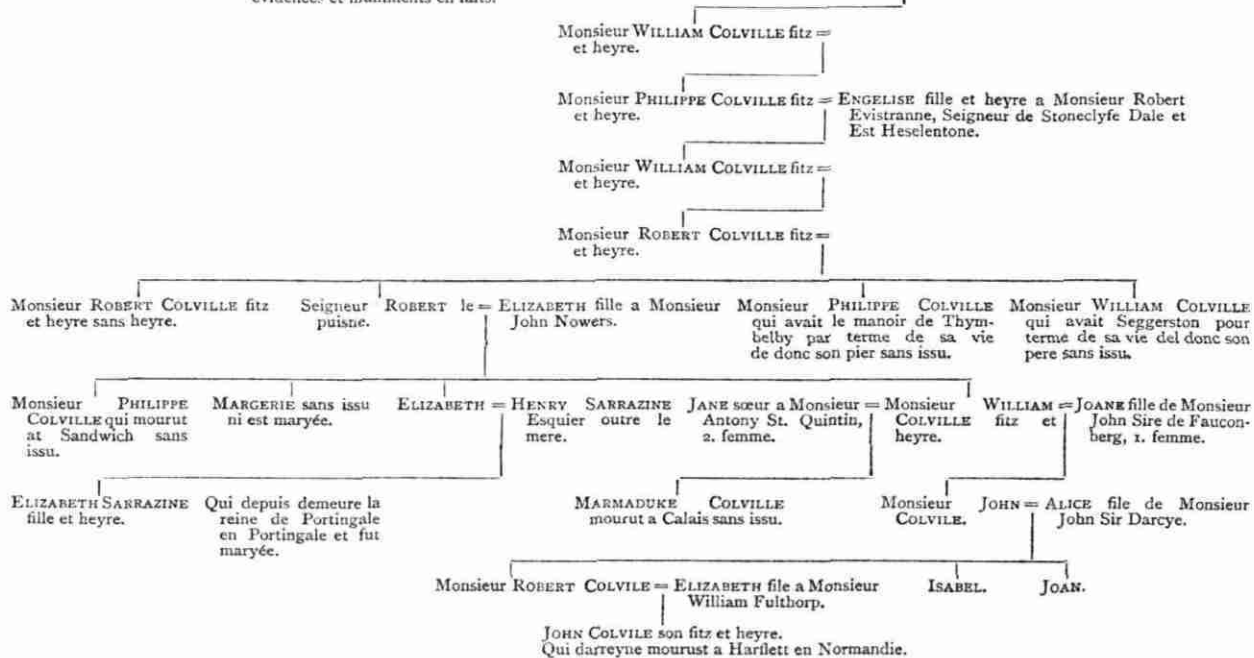 evidences et muniments en faits.
Monsieur WILLIAM COLVILLE fitz =
et heyre.
Monsieur PHILIPPE COLVILLE fitz = ENGELISE fille et heyre a Monsieur Robert
et heyre. Evistranne, Seigneur de Stoneclyfe Dale et
Est Heselentone.
Monsieur WILLIAM COLVILLE fitz =
et heyre.
Monsieur ROBERT COLVILLE fitz =
et heyre.
Monsieur ROBERT COLVILLE fitz
et heyre sans heyre.
Seigneur ROBERT le =
puisne.
ELIZABETH fille a Monsieur
John Nowers.
Monsieur PHILIPPE COLVILLE
qui avait le manoir de Thym-
belby par terme de sa vie
de donc son pier sans issu.
Monsieur WILLIAM COLVILLE
qui avait Seggerston pour
terme de sa vie del donc son
pere sans issu.
Monsieur PHILIPPE
COLVILLE qui mourut
at Sandwich sans
issu.
MARGERIE sans issu
ni est maryée.
ELIZABETH =
HENRY SARRAZINE
Esquier outre le
mere.
JANE sœur a Monsieur =
Antony St. Quintin,
2. femme.
Monsieur WILLIAM =
COLVILLE fitz et
heyre.
JOANE fille de Monsieur
John Sire de Faucon-
berg, 1. femme.
ELIZABETH SARRAZINE
fille et heyre.
Qui depuis demeure la
reine de Portingale
en Portingale et fut
maryée.
MARMADUKE COLVILLE
mourut a Calais sans issu.
Monsieur JOHN =
COLVILE.
ALICE file de Monsieur
John Sir Darcye.
Monsieur ROBERT COLVILE = ELIZABETH file a Monsieur
William Fulthorp.
ISABEL.
JOAN.
JOHN COLVILE son fitz et heyre.
Qui darreyne mourust a Harflett en Normandie.